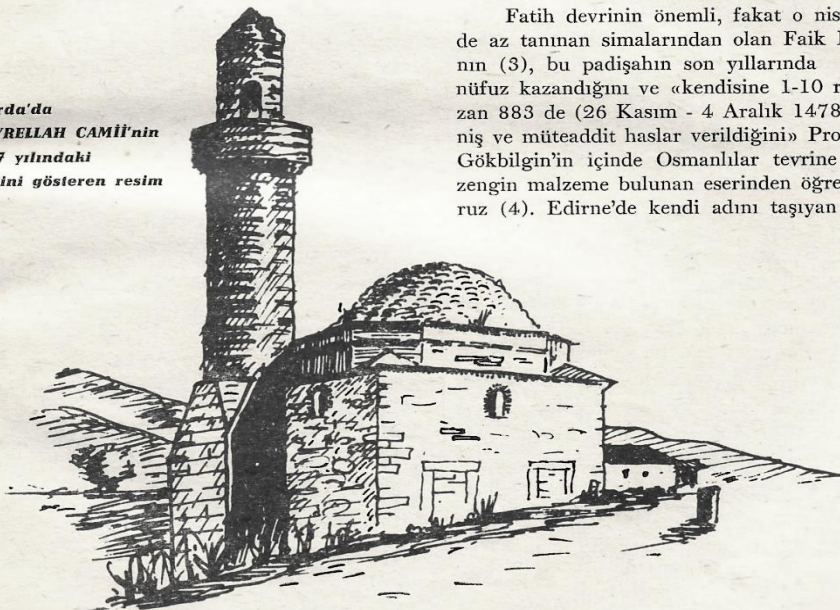 rda'da
RELLAH CAMİİ'nin
7 yılındaki
ini gösteren resim
Fatih devrinin önemli, fakat o nis
de az tanınan simalarından olan Faik
nın (3), bu padişahın son yıllarında
nüfuz kazandığını ve «kendisine 1-10 r
zan 883 de (26 Kasım - 4 Aralık 1478
niş ve müteaddit haslar verildiğini» Pro
Gökbilgin'in içinde Osmanlılar tevrine
zengin malzeme bulunan eserinden öğre
ruz (4). Edirne'de kendi adını taşıyan